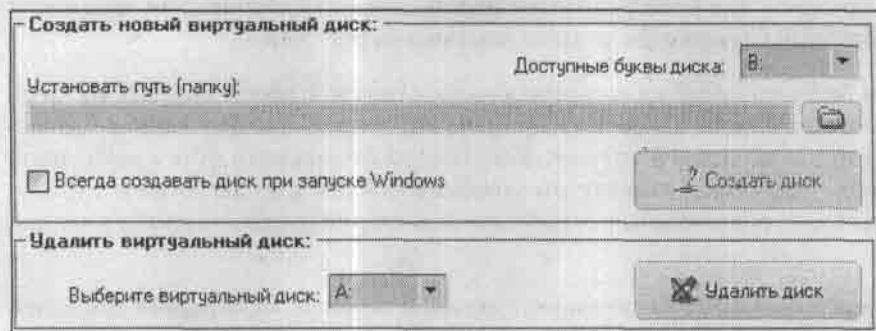 Создать новый виртуальный диск:
Доступные буквы диска: B:
Установать путь (папку):
Всегда создавать диск при запуске Windows
Создать диск
Удалить виртуальный диск:
Выберите виртуальный диск: A:
Удалить диск